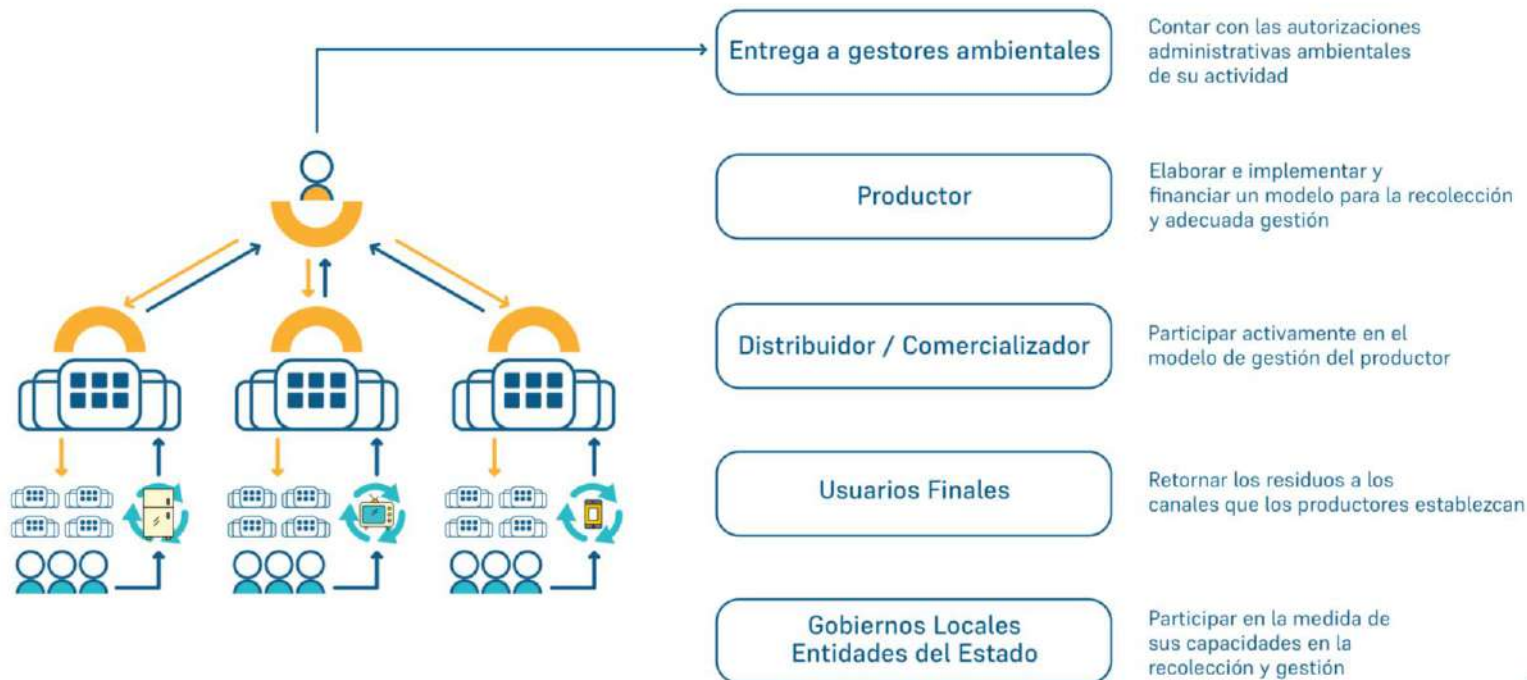 Entrega a gestores ambientales
Contar con las autorizaciones
administrativas ambientales
de su actividad
Productor
Elaborar e implementar y
financiar un modelo para la recolección
y adecuada gestión
Distribuidor / Comercializador
Participar activamente en el
modelo de gestión del productor
Usuarios Finales
Retornar los residuos a los
canales que los productores establezcan
Gobiernos Locales
Entidades del Estado
Participar en la medida de
sus capacidades en la
recolección y gestión